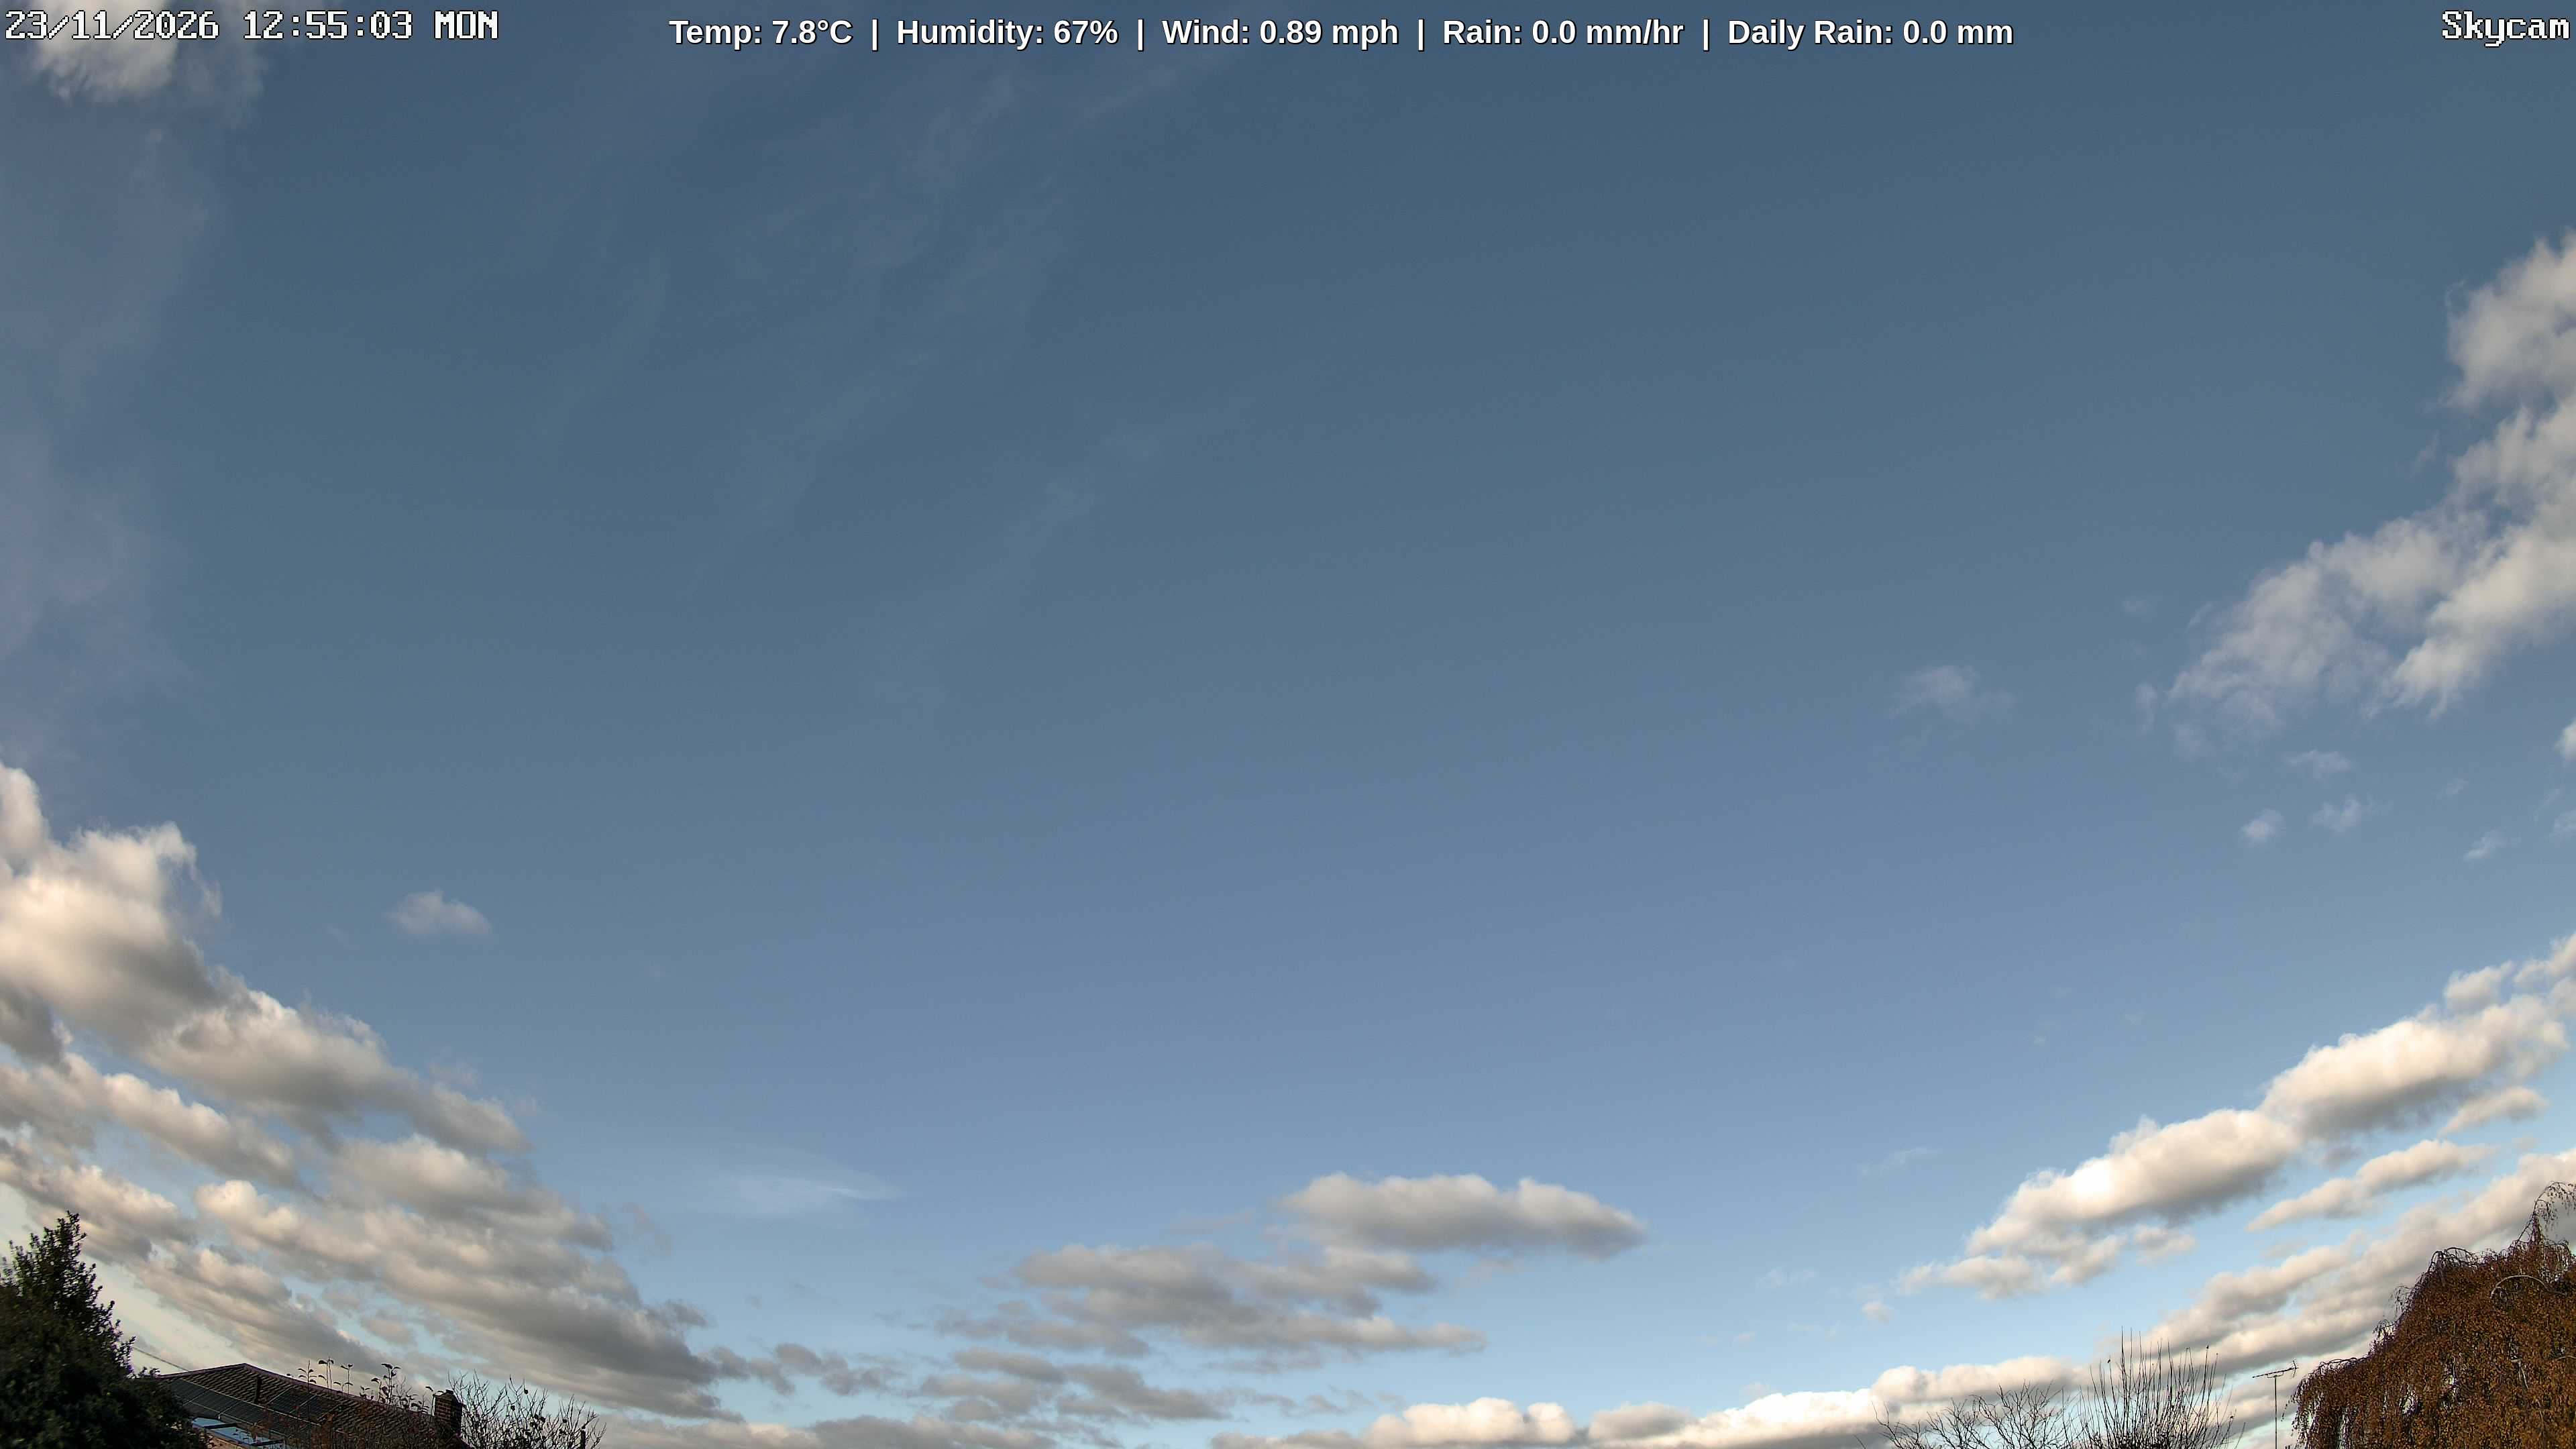 23/11/2026 12:55:03 MON
Temp: 7.8°C | Humidity: 67% | Wind: 0.89 mph | Rain: 0.0 mm/hr | Daily Rain: 0.0 mm
Skycam